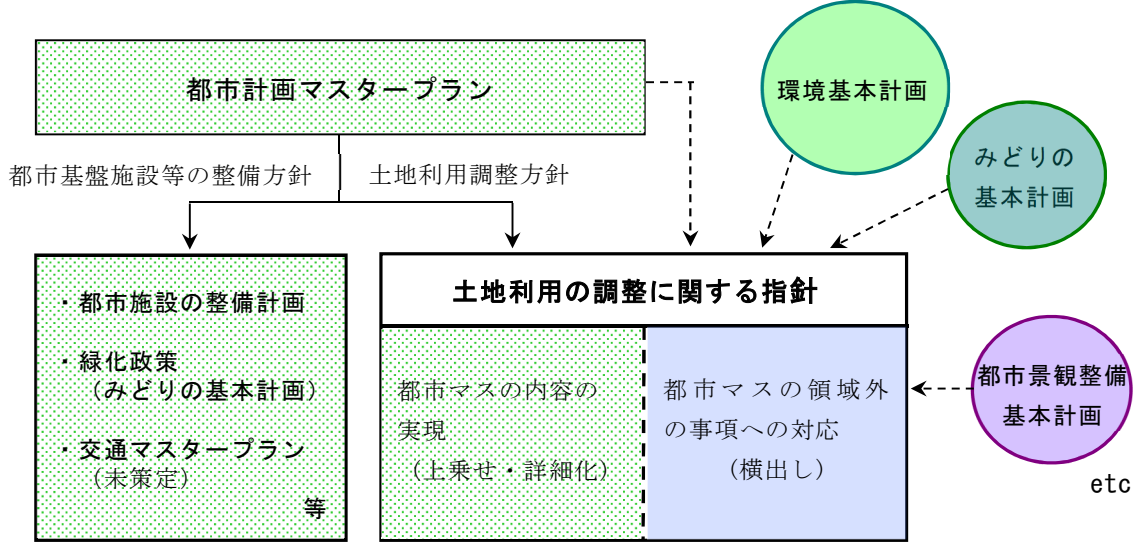 都市計画マスタープラン
環境基本計画
みどりの
基本計画
都市基盤施設等の整備方針
土地利用調整方針
・都市施設の整備計画
・緑化政策
（みどりの基本計画）
・交通マスタープラン
（未策定）
等
土地利用の調整に関する指針
都市マスの内容の
実現
（上乗せ・詳細化）
都市マスの領域外
の事項への対応
（横出し）
都市景観整備
基本計画
etc